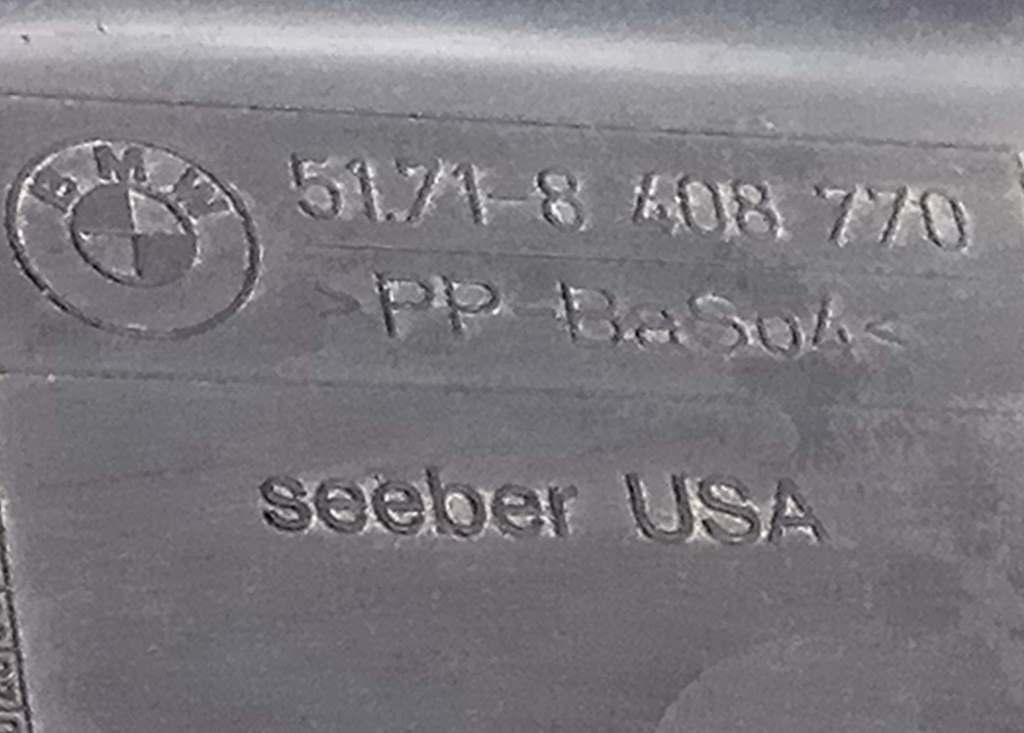 BMW
51.71-8 408 770
>PP-BaSo4<
seeber USA